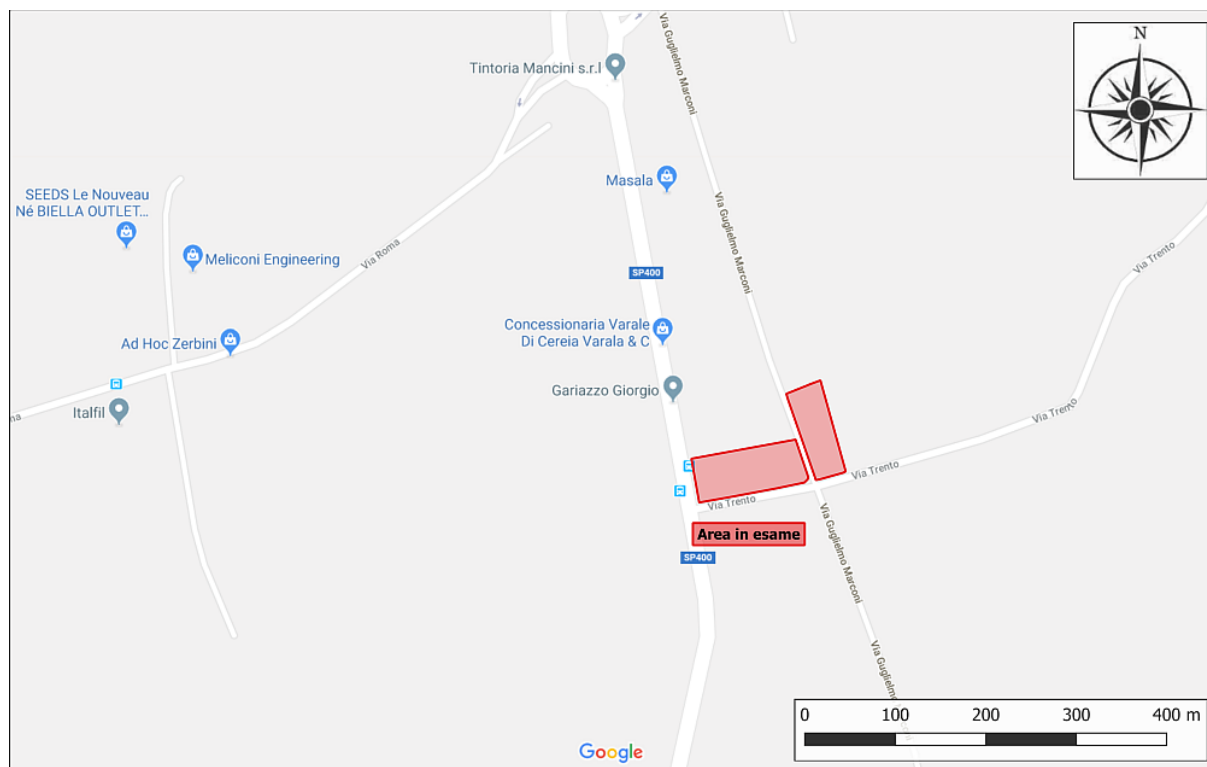 N
Via Guglielmo Marconi
Tintoria Mancini s.r.l
Masala
SEEDS Le Nouveau
Né BIELLA OUTLET...
Meliconi Engineering
Via Roma
Via Guglielmo Marconi
SP400
Via Trento
Concessionaria Varale
Di Cereia Varala & C
Ad Hoc Zerbini
Gariazzo Giorgio
Italfil
na
Via Trento
Via Trento
Via Trento
Area in esame
SP400
Via Guglielmo Marconi
Via Guglielmo Marconi
0 100 200 300 400 m
Google